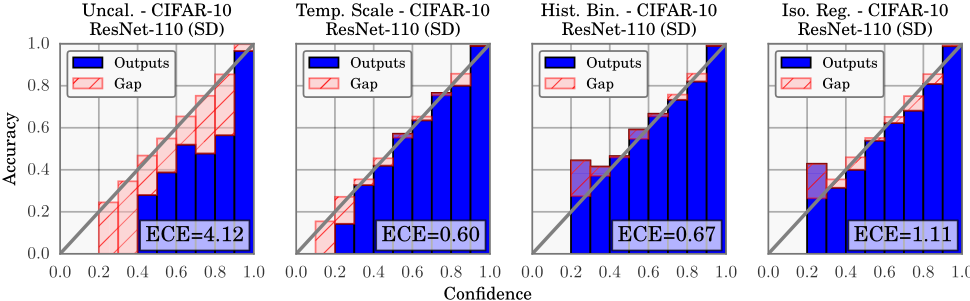 Uncal. - CIFAR-10
ResNet-110 (SD)
Temp. Scale - CIFAR-10
ResNet-110 (SD)
Hist. Bin. - CIFAR-10
ResNet-110 (SD)
Iso. Reg. - CIFAR-10
ResNet-110 (SD)
Accuracy
1.0
0.8
0.6
0.4
0.2
0.0
Outputs
Gap
ECE=4.12
0.0 0.2 0.4 0.6 0.8 1.0
Outputs
Gap
ECE=0.60
0.0 0.2 0.4 0.6 0.8 1.0
Outputs
Gap
ECE=0.67
0.0 0.2 0.4 0.6 0.8 1.0
Outputs
Gap
ECE=1.11
0.0 0.2 0.4 0.6 0.8 1.0
Confidence